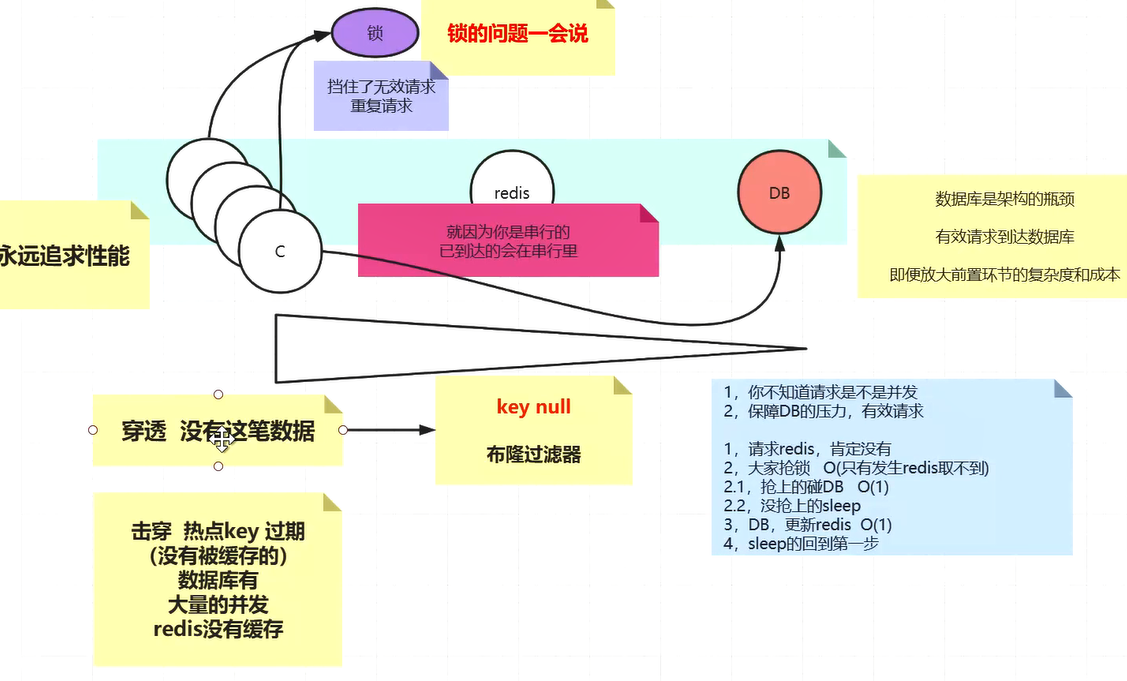 锁
锁的问题一会说
挡住了无效请求
重复请求
redis
DB
就因为你是串行的
已到达的会在串行里
C
永远追求性能
数据库是架构的瓶颈
有效请求到达数据库
即便放大前置环节的复杂度和成本
穿透 没有这笔数据
key null
布隆过滤器
1，你不知道请求是不是并发
2，保障DB的压力，有效请求
1，请求redis，肯定没有
2，大家抢锁 O(只有发生redis取不到)
2.1，抢上的碰DB O(1)
2.2，没抢上的sleep
3，DB，更新redis O(1)
4，sleep的回到第一步
击穿 热点key 过期
（没有被缓存的）
数据库有
大量的并发
redis没有缓存